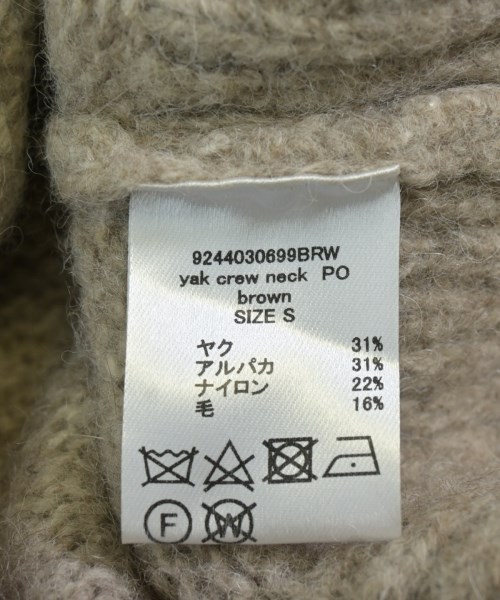 9244030699BRW
yak crew neck PO
brown
SIZE S
ヤク 31%
アルパカ 31%
ナイロン 22%
毛 16%
F W